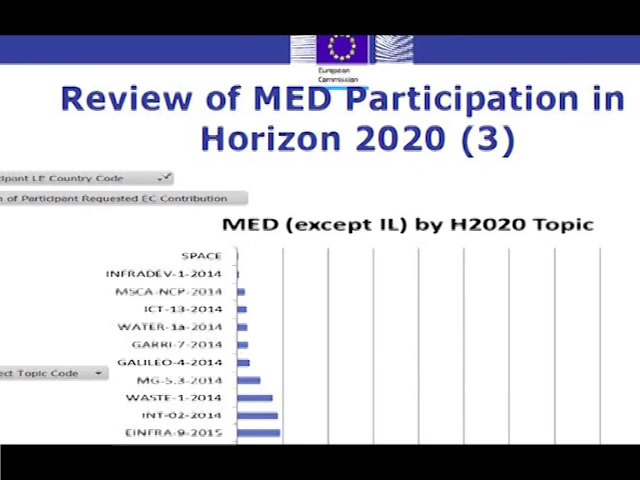 European
Commission
Review of MED Participation in
Horizon 2020 (3)
LE Country Code
of Participant Requested EC Contribution
MED (except IL) by H2020 Topic
SPACE
INFRADEV-1-2014
MSCA-NCP-2014
ICT-13-2014
WATER-1a-2014
GARRI-7-2014
GALILEO-4-2014
Topic Code
MG-5.3-2014
WASTE-1-2014
INT-02-2014
EINFRA-9-2015